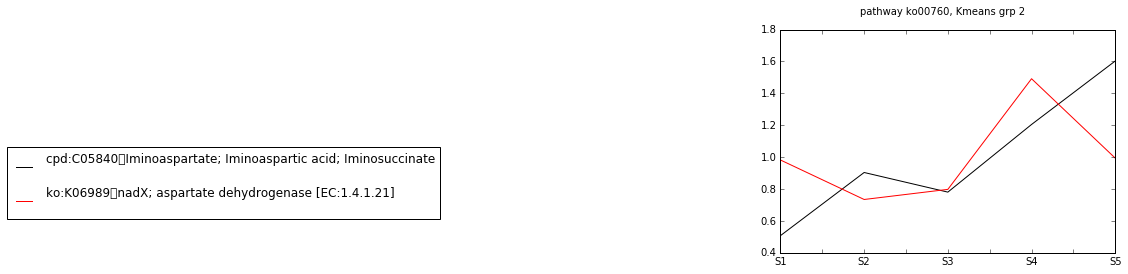 pathway ko00760, Kmeans grp 2
1.8
1.6
1.4
1.2
1.0
0.8
0.6
0.4
S1 S2 S3 S4 S5
cpd:C05840▯Iminoaspartate; Iminoaspartic acid; Iminosuccinate
ko:K06989▯nadX; aspartate dehydrogenase [EC:1.4.1.21]